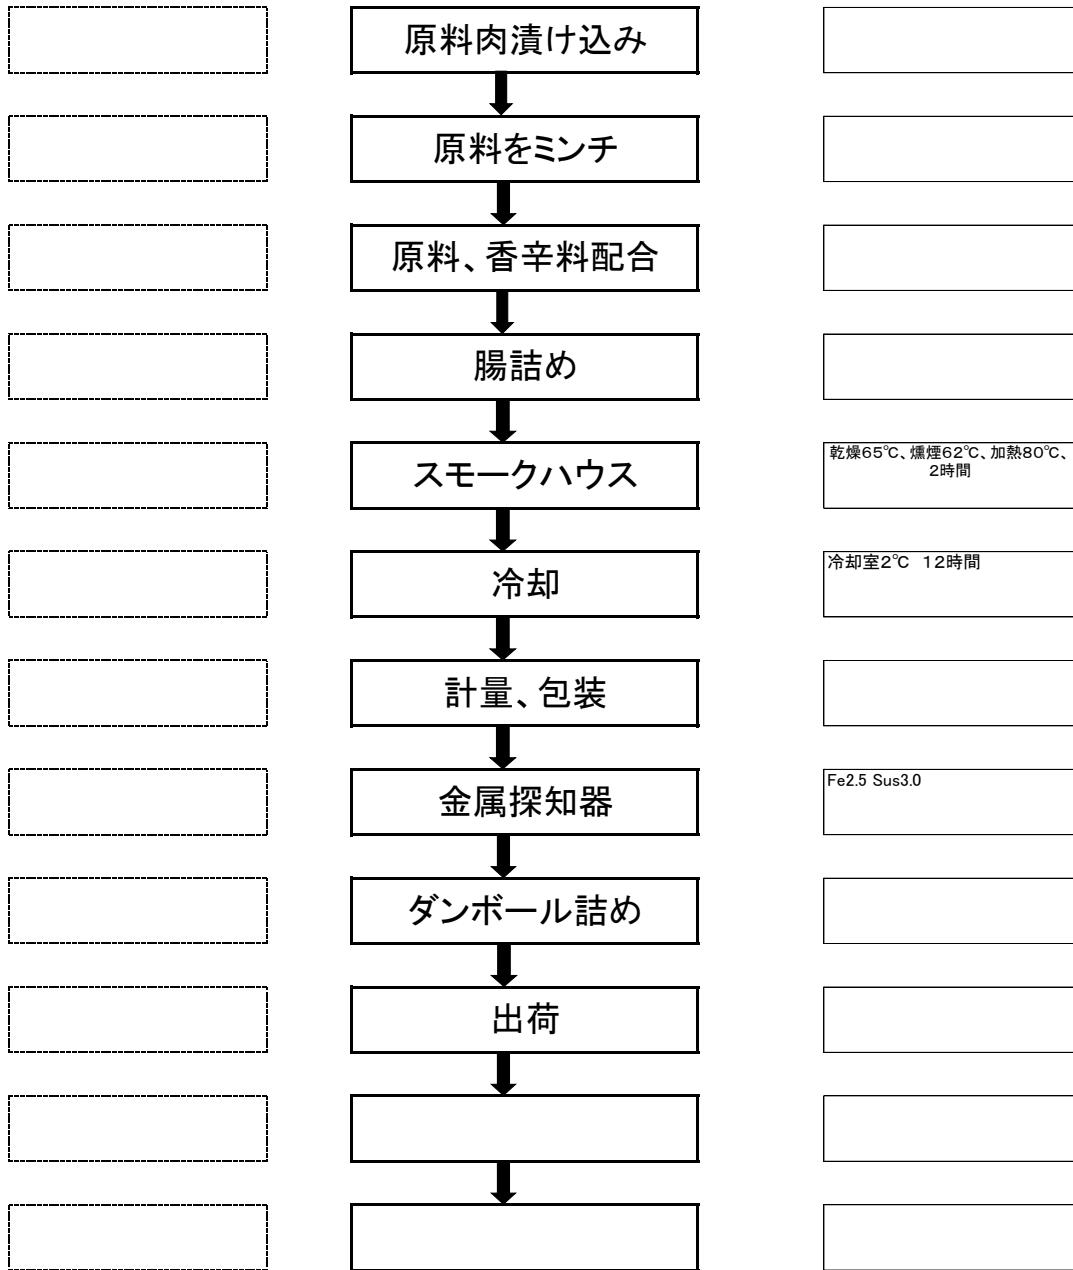 原料肉漬け込み
原料をミンチ
原料、香辛料配合
腸詰め
スモークハウス
乾燥65℃、燻煙62℃、加熱80℃、
2時間
冷却
冷却室2℃　12時間
計量、包装
金属探知器
Fe2.5 Sus3.0
ダンボール詰め
出荷